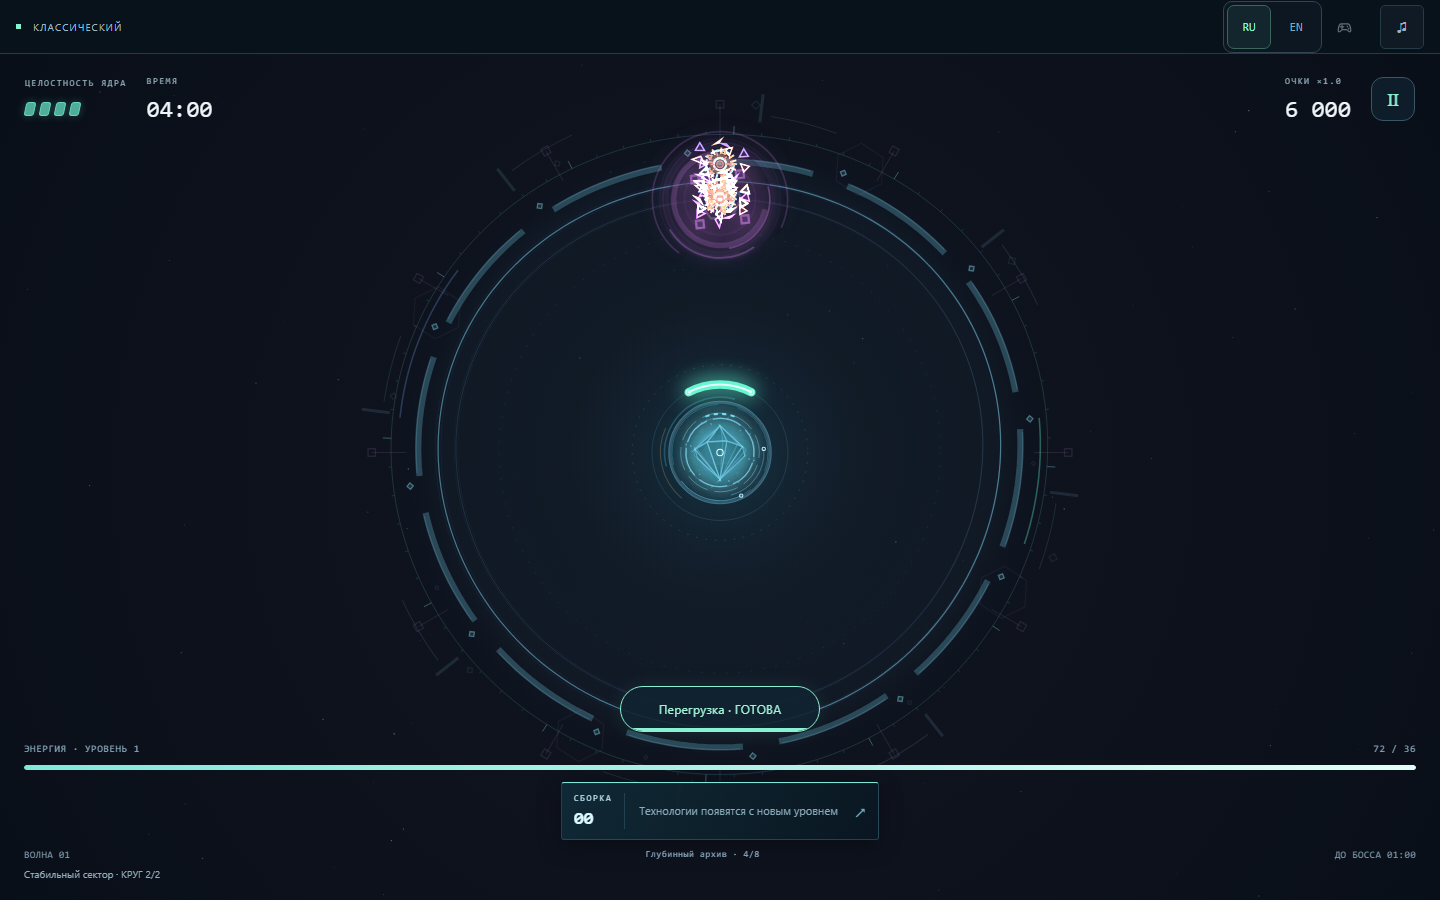 КЛАССИЧЕСКИЙ
RU EN
ЦЕЛОСТНОСТЬ ЯДРА
ВРЕМЯ
04:00
ОЧКИ ×1.0
6 000
Перегрузка · ГОТОВА
ЭНЕРГИЯ · УРОВЕНЬ 1
72 / 36
СБОРКА
00
Технологии появятся с новым уровнем ↗
Глубинный архив · 4/8
ВОЛНА 01
Стабильный сектор · КРУГ 2/2
ДО БОССА 01:00